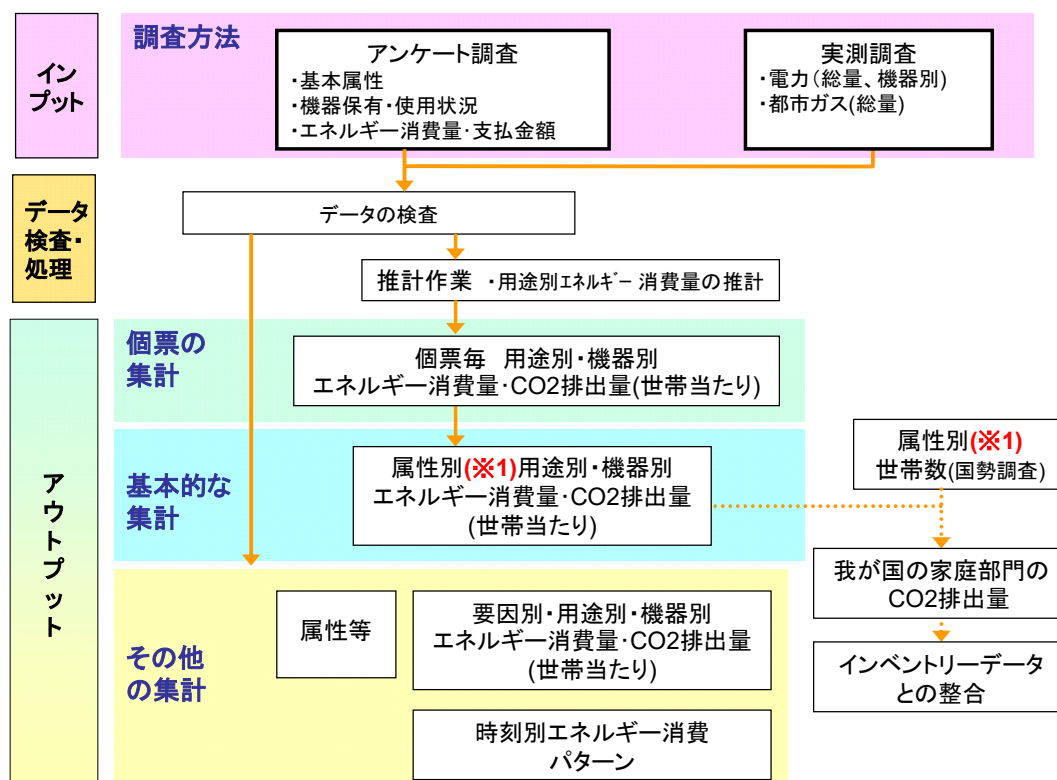 イン
プット
調査方法
アンケート調査
・基本属性
・機器保有・使用状況
・エネルギー消費量・支払金額
実測調査
・電力（総量、機器別）
・都市ガス(総量)
データ
検査・
処理
データの検査
推計作業 ・用途別ｴﾈﾙｷﾞｰ 消費量の推計
アウトプット
個票の
集計
個票毎 用途別・機器別
エネルギー消費量・CO2排出量(世帯当たり)
基本的な
集計
属性別(※1)用途別・機器別
エネルギー消費量・CO2排出量
(世帯当たり)
属性別(※1)
世帯数(国勢調査)
我が国の家庭部門の
CO2排出量
インベントリーデータ
との整合
その他
の集計
属性等
要因別・用途別・機器別
エネルギー消費量・CO2排出量
(世帯当たり)
時刻別エネルギー消費
パターン